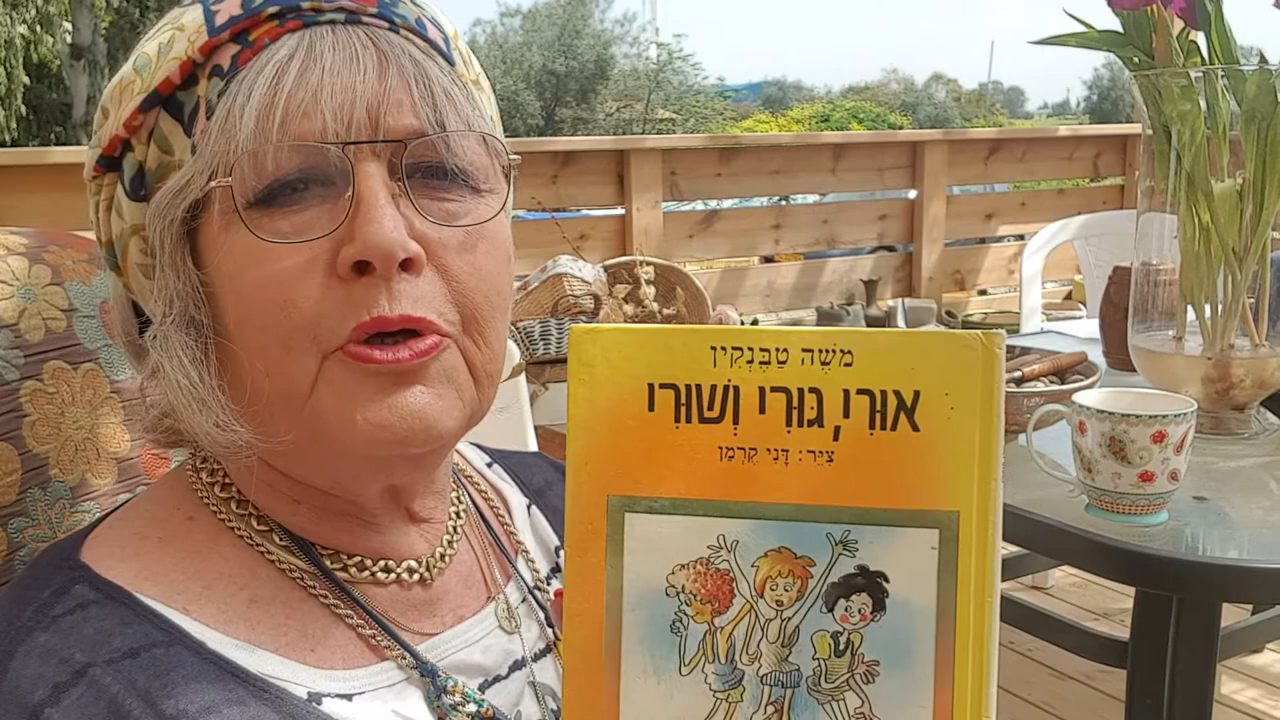 מֹשֶׁה טַבֶּנְקִין
אוּרִי, גּוּרִי וְשׁוּרִי
צִיֵּר: דָּנִי קֶרְמַן